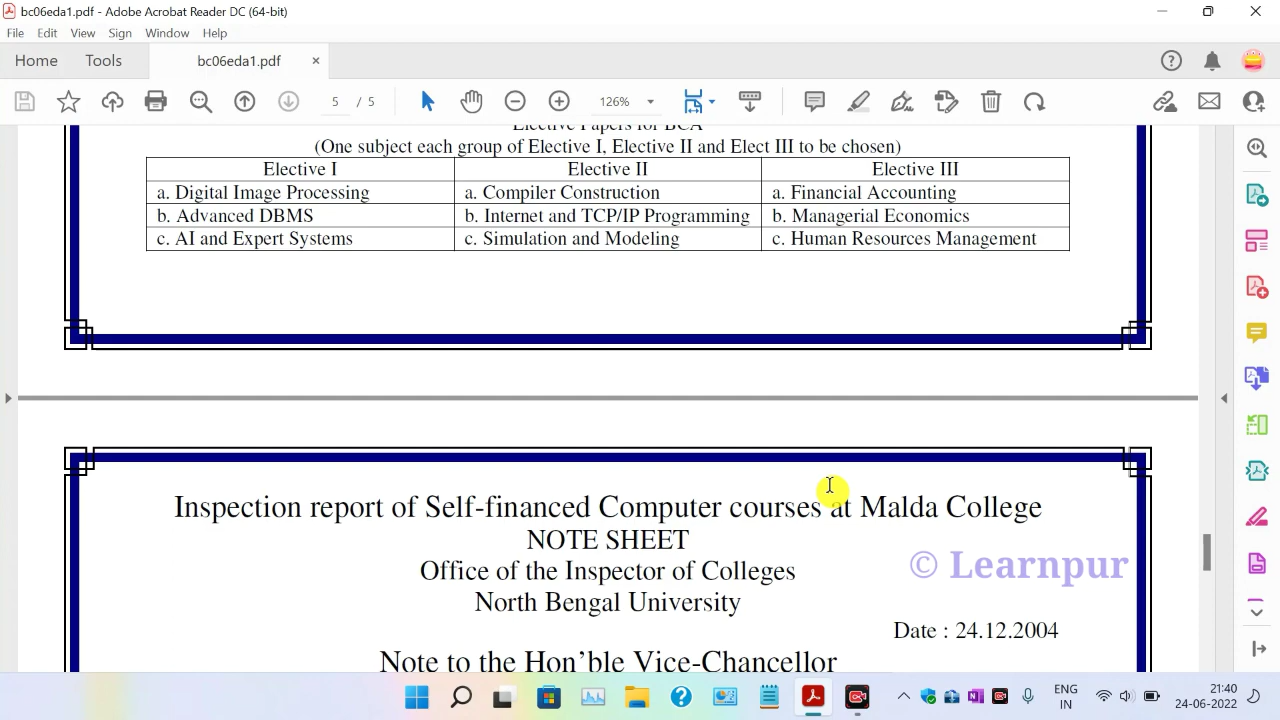 bc06eda1.pdf - Adobe Acrobat Reader DC (64-bit)
File Edit View Sign Window Help
Home Tools bc06eda1.pdf ×
5 / 5 126%
Elective Papers for BCA
(One subject each group of Elective I, Elective II and Elect III to be chosen)
Elective I Elective II Elective III
a. Digital Image Processing a. Compiler Construction a. Financial Accounting
b. Advanced DBMS b. Internet and TCP/IP Programming b. Managerial Economics
c. AI and Expert Systems c. Simulation and Modeling c. Human Resources Management
Inspection report of Self-financed Computer courses at Malda College
NOTE SHEET
© Learnpur
Office of the Inspector of Colleges
North Bengal University
Date : 24.12.2004
Note to the Hon’ble Vice-Chancellor
ENG
IN
21:40
24-06-2022